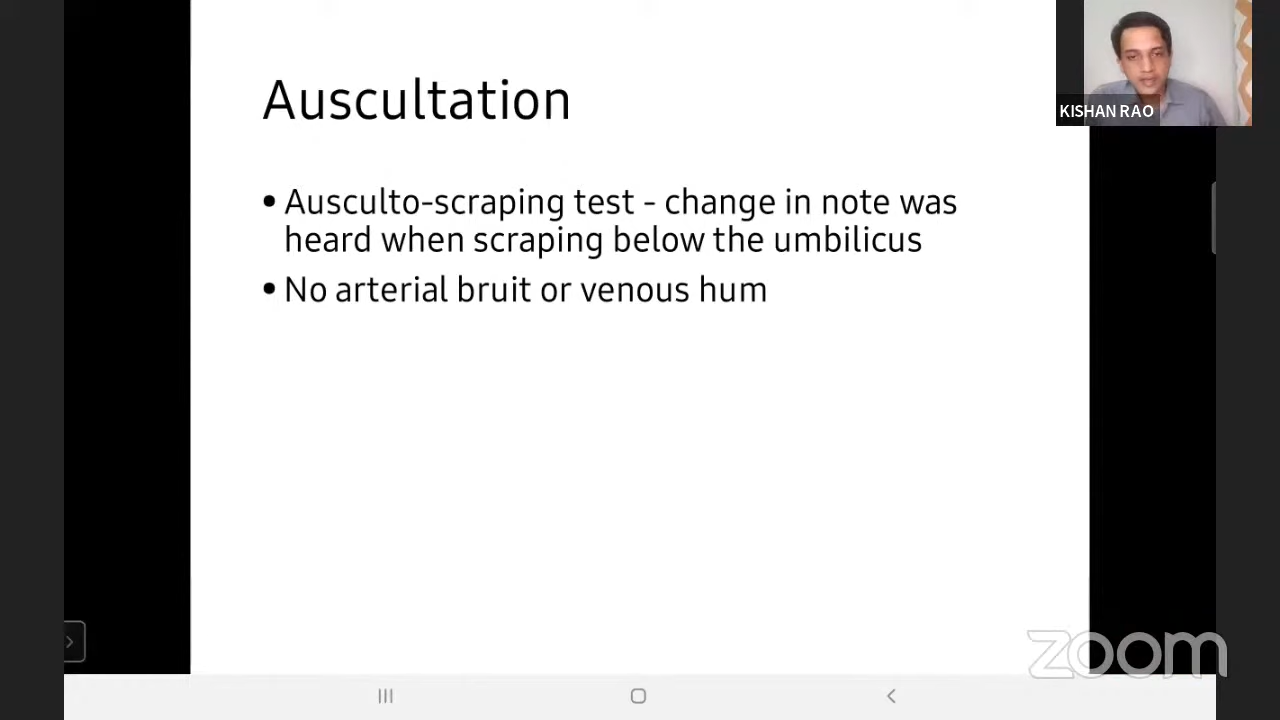 Auscultation
KISHAN RAO
• Ausculto-scraping test - change in note was
heard when scraping below the umbilicus
• No arterial bruit or venous hum
zoom